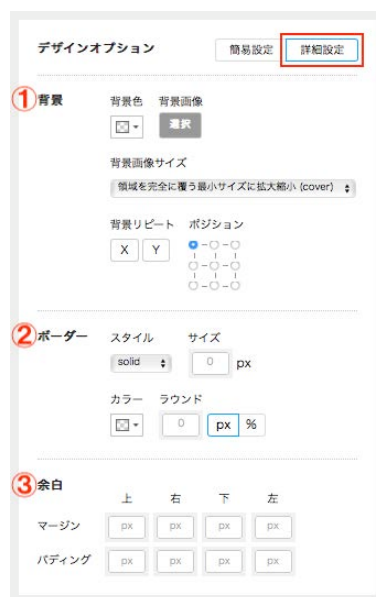 デザインオプション 簡易設定 詳細設定
① 背景 背景色 背景画像
選択
背景画像サイズ
領域を完全に覆う最小サイズに拡大縮小 (cover)
背景リピート ポジション
X Y
② ボーダー スタイル サイズ
solid 0 px
カラー ラウンド
0 px %
③ 余白
上 右 下 左
マージン px px px px
パディング px px px px